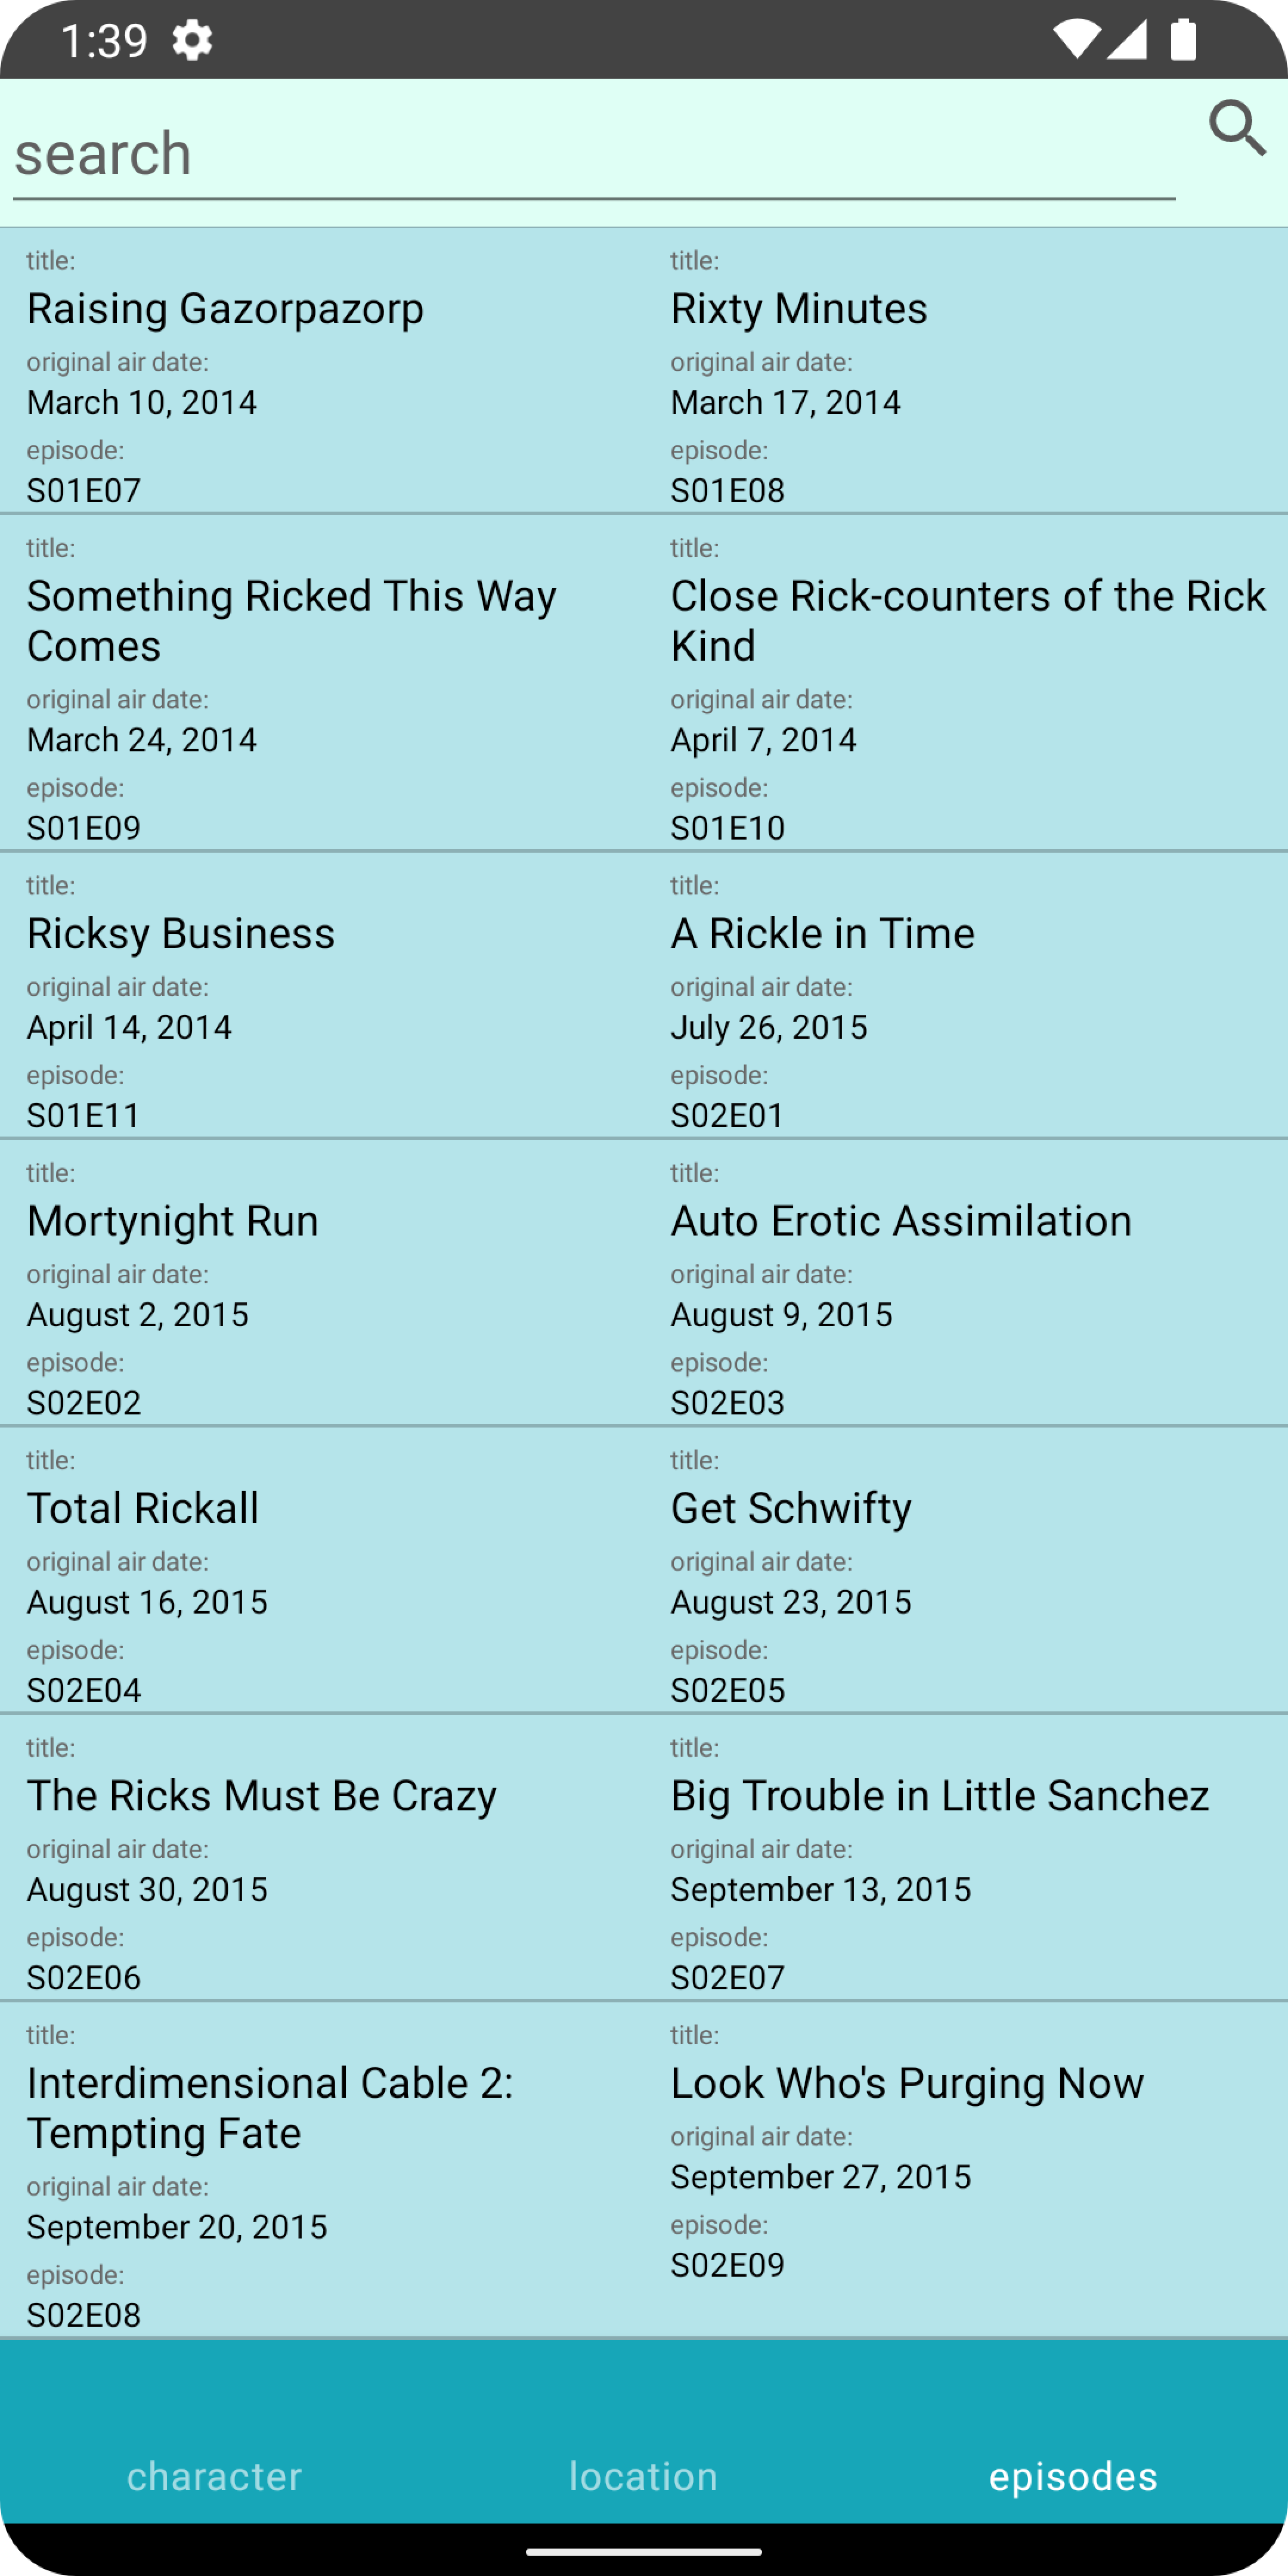 1:39
search
title:
Raising Gazorpazorp
original air date:
March 10, 2014
episode:
S01E07
title:
Rixty Minutes
original air date:
March 17, 2014
episode:
S01E08
title:
Something Ricked This Way
Comes
original air date:
March 24, 2014
episode:
S01E09
title:
Close Rick-counters of the Rick
Kind
original air date:
April 7, 2014
episode:
S01E10
title:
Ricksy Business
original air date:
April 14, 2014
episode:
S01E11
title:
A Rickle in Time
original air date:
July 26, 2015
episode:
S02E01
title:
Mortynight Run
original air date:
August 2, 2015
episode:
S02E02
title:
Auto Erotic Assimilation
original air date:
August 9, 2015
episode:
S02E03
title:
Total Rickall
original air date:
August 16, 2015
episode:
S02E04
title:
Get Schwifty
original air date:
August 23, 2015
episode:
S02E05
title:
The Ricks Must Be Crazy
original air date:
August 30, 2015
episode:
S02E06
title:
Big Trouble in Little Sanchez
original air date:
September 13, 2015
episode:
S02E07
title:
Interdimensional Cable 2:
Tempting Fate
original air date:
September 20, 2015
episode:
S02E08
title:
Look Who's Purging Now
original air date:
September 27, 2015
episode:
S02E09
character
location
episodes